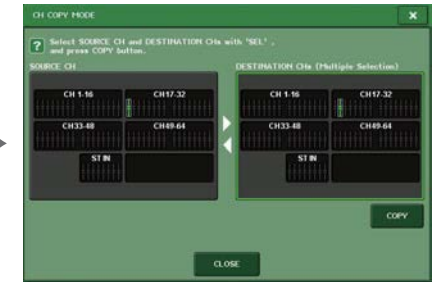 CH COPY MODE
Select SOURCE CH and DESTINATION CHs with "SEL",
and press COPY button.
SOURCE CH
DESTINATION CHs (Multiple Selection)
CH 1-16 CH17-32
CH33-48 CH49-64
ST IN
CH 1-16 CH17-32
CH33-48 CH49-64
ST IN
COPY
CLOSE